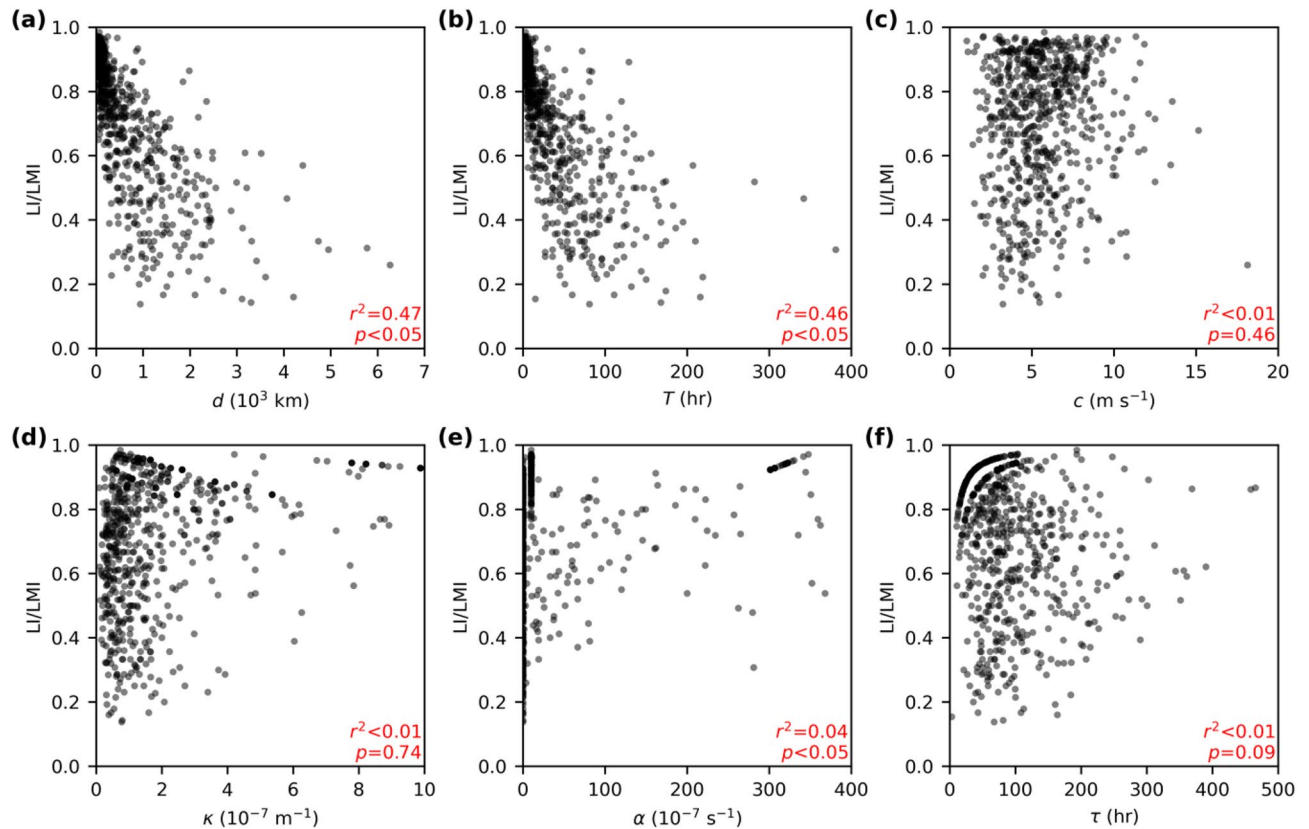 (a)
1.0
0.8
0.6
0.4
0.2
0.0
LI/LMI
0 1 2 3 4 5 6 7
d (10³ km)
r²=0.47
p<0.05
(b)
1.0
0.8
0.6
0.4
0.2
0.0
LI/LMI
0 100 200 300 400
T (hr)
r²=0.46
p<0.05
(c)
1.0
0.8
0.6
0.4
0.2
0.0
LI/LMI
0 5 10 15 20
c (m s⁻¹)
r²<0.01
p=0.46
(d)
1.0
0.8
0.6
0.4
0.2
0.0
LI/LMI
0 2 4 6 8 10
κ (10⁻⁷ m⁻¹)
r²<0.01
p=0.74
(e)
1.0
0.8
0.6
0.4
0.2
0.0
LI/LMI
0 100 200 300 400
α (10⁻⁷ s⁻¹)
r²=0.04
p<0.05
(f)
1.0
0.8
0.6
0.4
0.2
0.0
LI/LMI
0 100 200 300 400 500
τ (hr)
r²<0.01
p=0.09